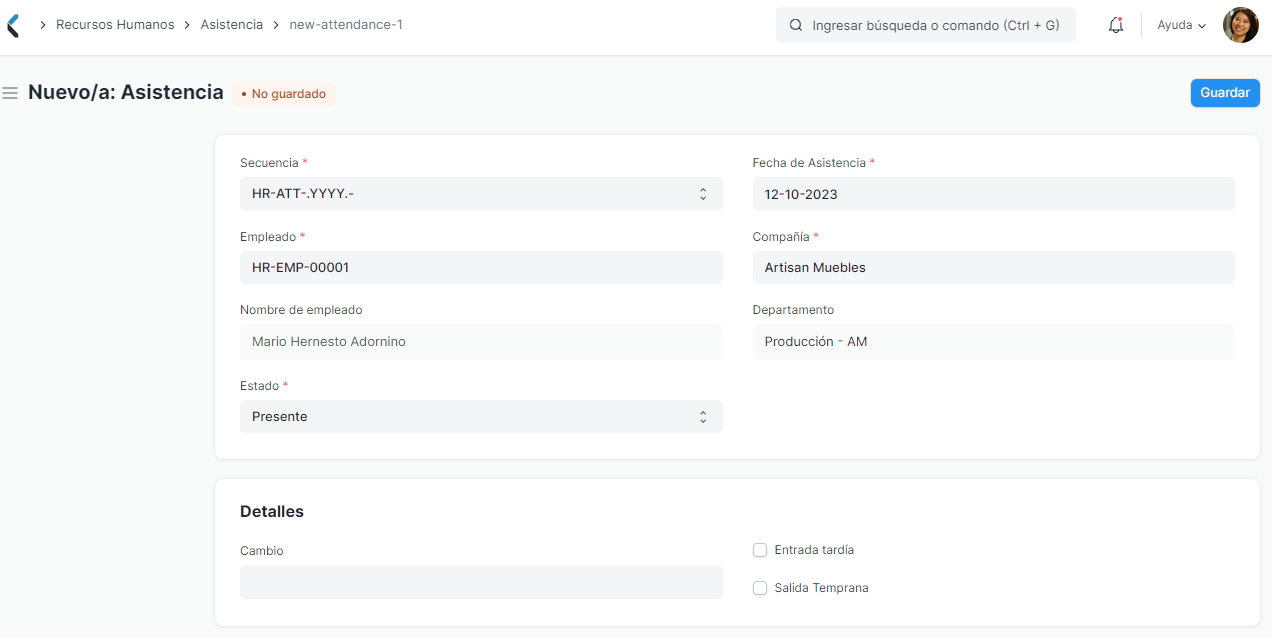 Recursos Humanos > Asistencia > new-attendance-1
Ingresar búsqueda o comando (Ctrl + G)
Ayuda
Nuevo/a: Asistencia
• No guardado
Guardar
Secuencia *
HR-ATT-.YYYY.-
Fecha de Asistencia *
12-10-2023
Empleado *
HR-EMP-00001
Compañía *
Artisan Muebles
Nombre de empleado
Mario Hernesto Adornino
Departamento
Producción - AM
Estado *
Presente
Detalles
Cambio
Entrada tardía
Salida Temprana